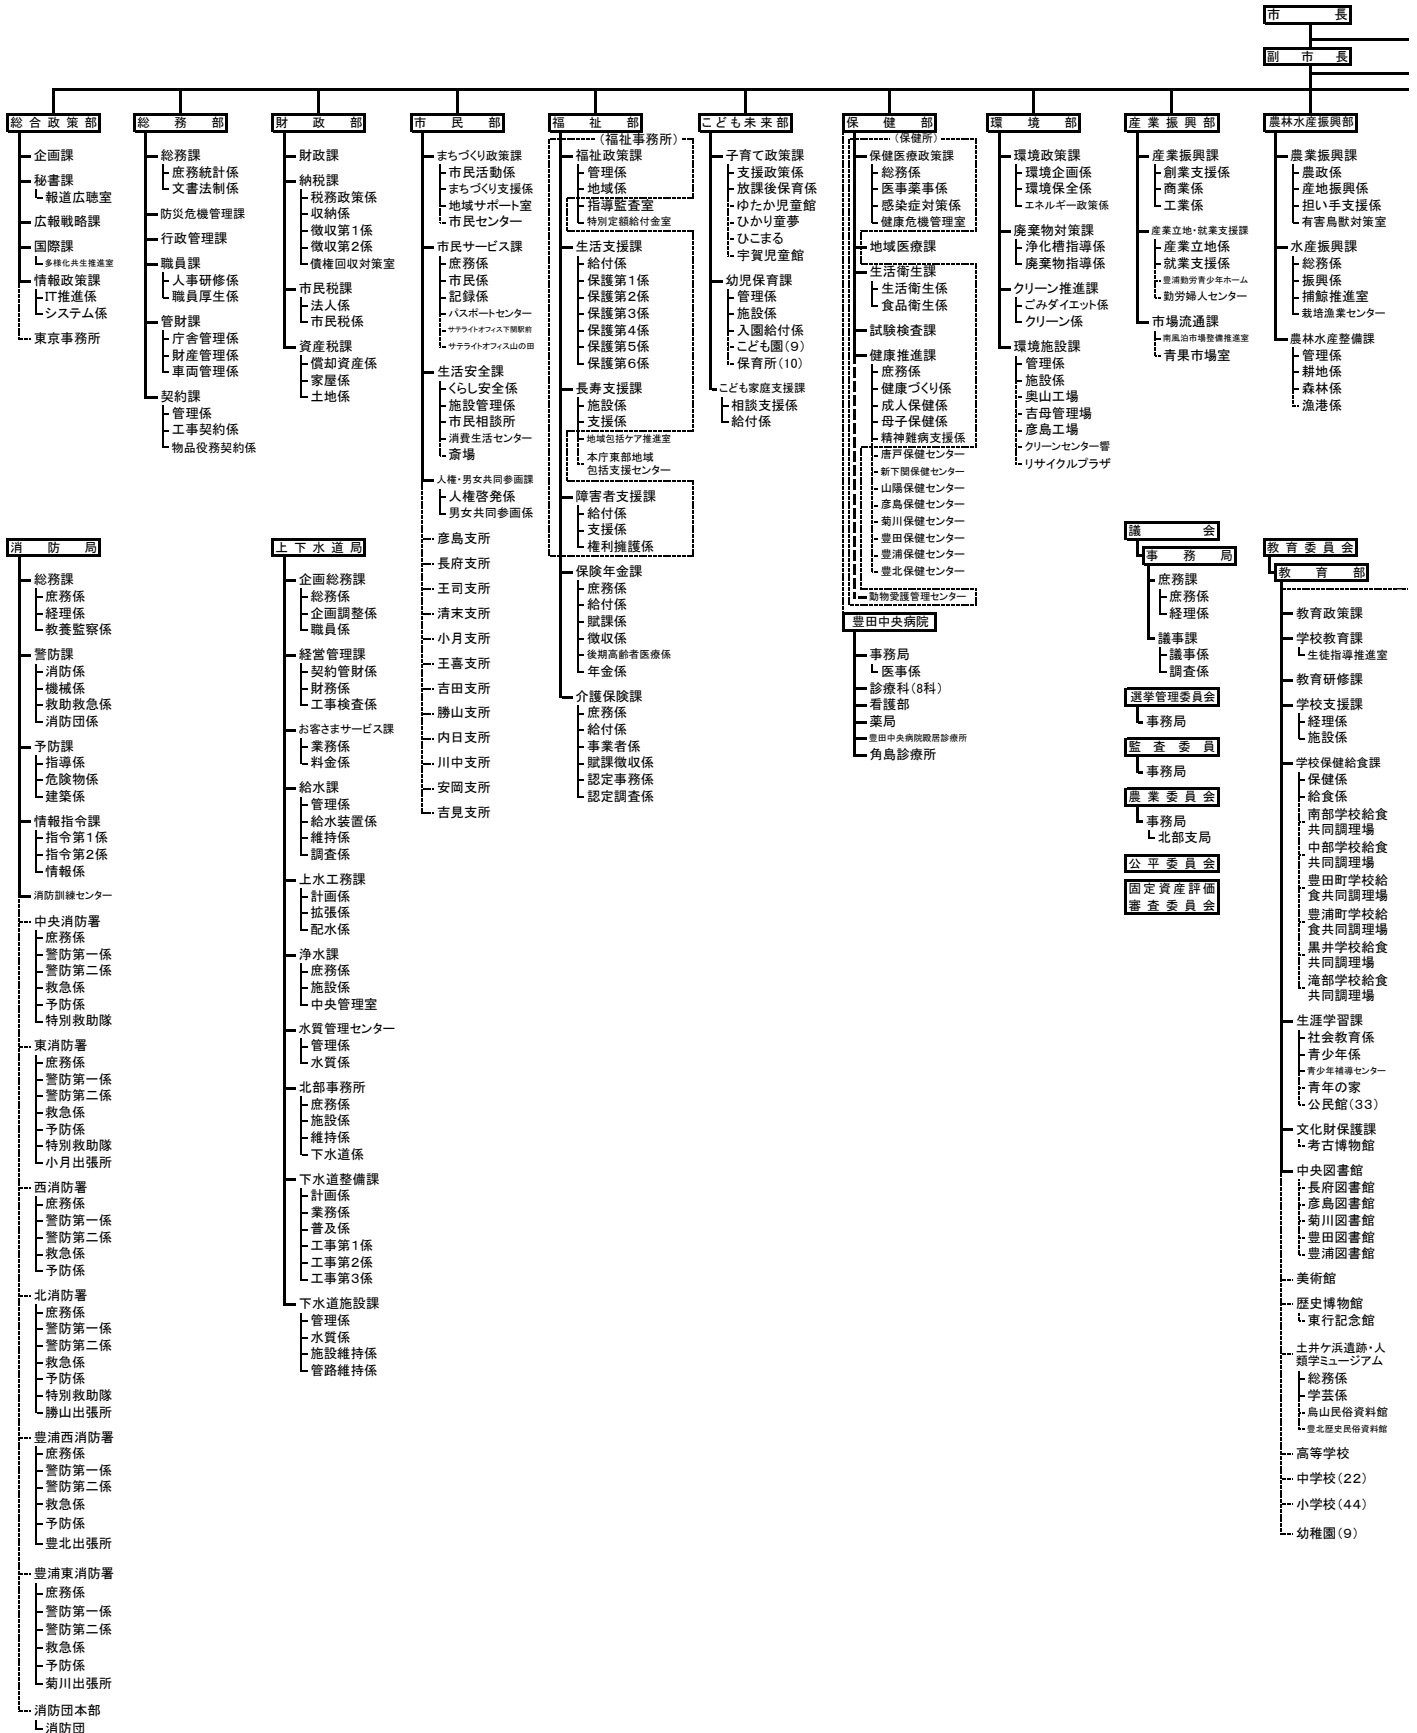 市長
副市長
総合政策部
企画課
秘書課
報道広聴室
広報戦略課
国際課
多様化共生推進室
情報政策課
IT推進係
システム係
東京事務所
総務部
総務課
庶務統計係
文書法制係
防災危機管理課
行政管理課
職員課
人事研修係
職員厚生係
管財課
庁舎管理係
財産管理係
車両管理係
契約課
管理係
工事契約係
物品役務契約係
財政部
財政課
納税課
税務政策係
収納係
徴収第1係
徴収第2係
債権回収対策室
市民税課
法人係
市民税係
資産税課
償却資産係
家屋係
土地係
市民部
まちづくり政策課
市民活動係
まちづくり支援係
地域サポート室
市民センター
市民サービス課
庶務係
市民係
記録係
パスポートセンター
サテライトオフィス下関駅前
サテライトオフィス山の田
生活安全課
くらし安全係
施設管理係
市民相談所
消費生活センター
斎場
人権・男女共同参画課
人権啓発係
男女共同参画係
彦島支所
長府支所
王司支所
清末支所
小月支所
王喜支所
吉田支所
勝山支所
内日支所
川中支所
安岡支所
吉見支所
福祉部
(福祉事務所)
福祉政策課
管理係
地域係
指導監査室
特別定額給付金室
生活支援課
給付係
保護第1係
保護第2係
保護第3係
保護第4係
保護第5係
保護第6係
長寿支援課
施設係
支援係
地域包括ケア推進室
本庁東部地域
包括支援センター
障害者支援課
給付係
支援係
権利擁護係
保険年金課
庶務係
給付係
賦課係
徴収係
後期高齢者医療係
年金係
介護保険課
庶務係
給付係
事業者係
賦課徴収係
認定事務係
認定調査係
こども未来部
子育て政策課
支援政策係
放課後保育係
ゆたか児童館
ひかり童夢
ひこまる
宇賀児童館
幼児保育課
管理係
施設係
入園給付係
こども園(9)
保育所(10)
こども家庭支援課
相談支援係
給付係
保健部
(保健所)
保健医療政策課
総務係
医事薬事係
感染症対策係
健康危機管理室
地域医療課
生活衛生課
生活衛生係
食品衛生係
試験検査課
健康推進課
庶務係
健康づくり係
成人保健係
母子保健係
精神難病支援係
唐戸保健センター
新下関保健センター
山陽保健センター
彦島保健センター
菊川保健センター
豊田保健センター
豊浦保健センター
豊北保健センター
動物愛護管理センター
豊田中央病院
事務局
医事係
診療科(8科)
看護部
薬局
豊田中央病院殿居診療所
角島診療所
環境部
環境政策課
環境企画係
環境保全係
エネルギー政策係
廃棄物対策課
浄化槽指導係
廃棄物指導係
クリーン推進課
ごみダイエット係
クリーン係
環境施設課
管理係
施設係
奥山工場
吉母管理場
彦島工場
クリーンセンター響
リサイクルプラザ
産業振興部
産業振興課
創業支援係
商業係
工業係
産業立地・就業支援課
産業立地係
就業支援係
豊浦勤労青少年ホーム
勤労婦人センター
市場流通課
南風泊市場整備推進室
青果市場室
農林水産振興部
農業振興課
農政係
産地振興係
担い手支援係
有害鳥獣対策室
水産振興課
総務係
振興係
捕鯨推進室
栽培漁業センター
農林水産整備課
管理係
耕地係
森林係
漁港係
消防局
総務課
庶務係
経理係
教養監察係
警防課
消防係
機械係
救助救急係
消防団係
予防課
指導係
危険物係
建築係
情報指令課
指令第1係
指令第2係
情報係
消防訓練センター
中央消防署
庶務係
警防第一係
警防第二係
救急係
予防係
特別救助隊
東消防署
庶務係
警防第一係
警防第二係
救急係
予防係
特別救助隊
小月出張所
西消防署
庶務係
警防第一係
警防第二係
救急係
予防係
北消防署
庶務係
警防第一係
警防第二係
救急係
予防係
特別救助隊
勝山出張所
豊浦西消防署
庶務係
警防第一係
警防第二係
救急係
予防係
豊北出張所
豊浦東消防署
庶務係
警防第一係
警防第二係
救急係
予防係
菊川出張所
消防団本部
消防団
上下水道局
企画総務課
総務係
企画調整係
職員係
経営管理課
契約管財係
財務係
工事検査係
お客さまサービス課
業務係
料金係
給水課
管理係
給水装置係
維持係
調査係
上水工務課
計画係
拡張係
配水係
浄水課
庶務係
施設係
中央管理室
水質管理センター
管理係
水質係
北部事務所
庶務係
施設係
維持係
下水道係
下水道整備課
計画係
業務係
普及係
工事第1係
工事第2係
工事第3係
下水道施設課
管理係
水質係
施設維持係
管路維持係
議会
事務局
庶務課
庶務係
経理係
議事課
議事係
調査係
選挙管理委員会
事務局
監査委員
事務局
農業委員会
事務局
北部支局
公平委員会
固定資産評価
審査委員会
教育委員会
教育部
教育政策課
学校教育課
生徒指導推進室
教育研修課
学校支援課
経理係
施設係
学校保健給食課
保健係
給食係
南部学校給食
共同調理場
中部学校給食
共同調理場
豊田町学校給
食共同調理場
豊浦町学校給
食共同調理場
黒井学校給食
共同調理場
滝部学校給食
共同調理場
生涯学習課
社会教育係
青少年係
青少年補導センター
青年の家
公民館(33)
文化財保護課
考古博物館
中央図書館
長府図書館
彦島図書館
菊川図書館
豊田図書館
豊浦図書館
美術館
歴史博物館
東行記念館
土井ケ浜遺跡・人
類学ミュージアム
総務係
学芸係
烏山民俗資料館
豊北歴史民俗資料館
高等学校
中学校(22)
小学校(44)
幼稚園(9)